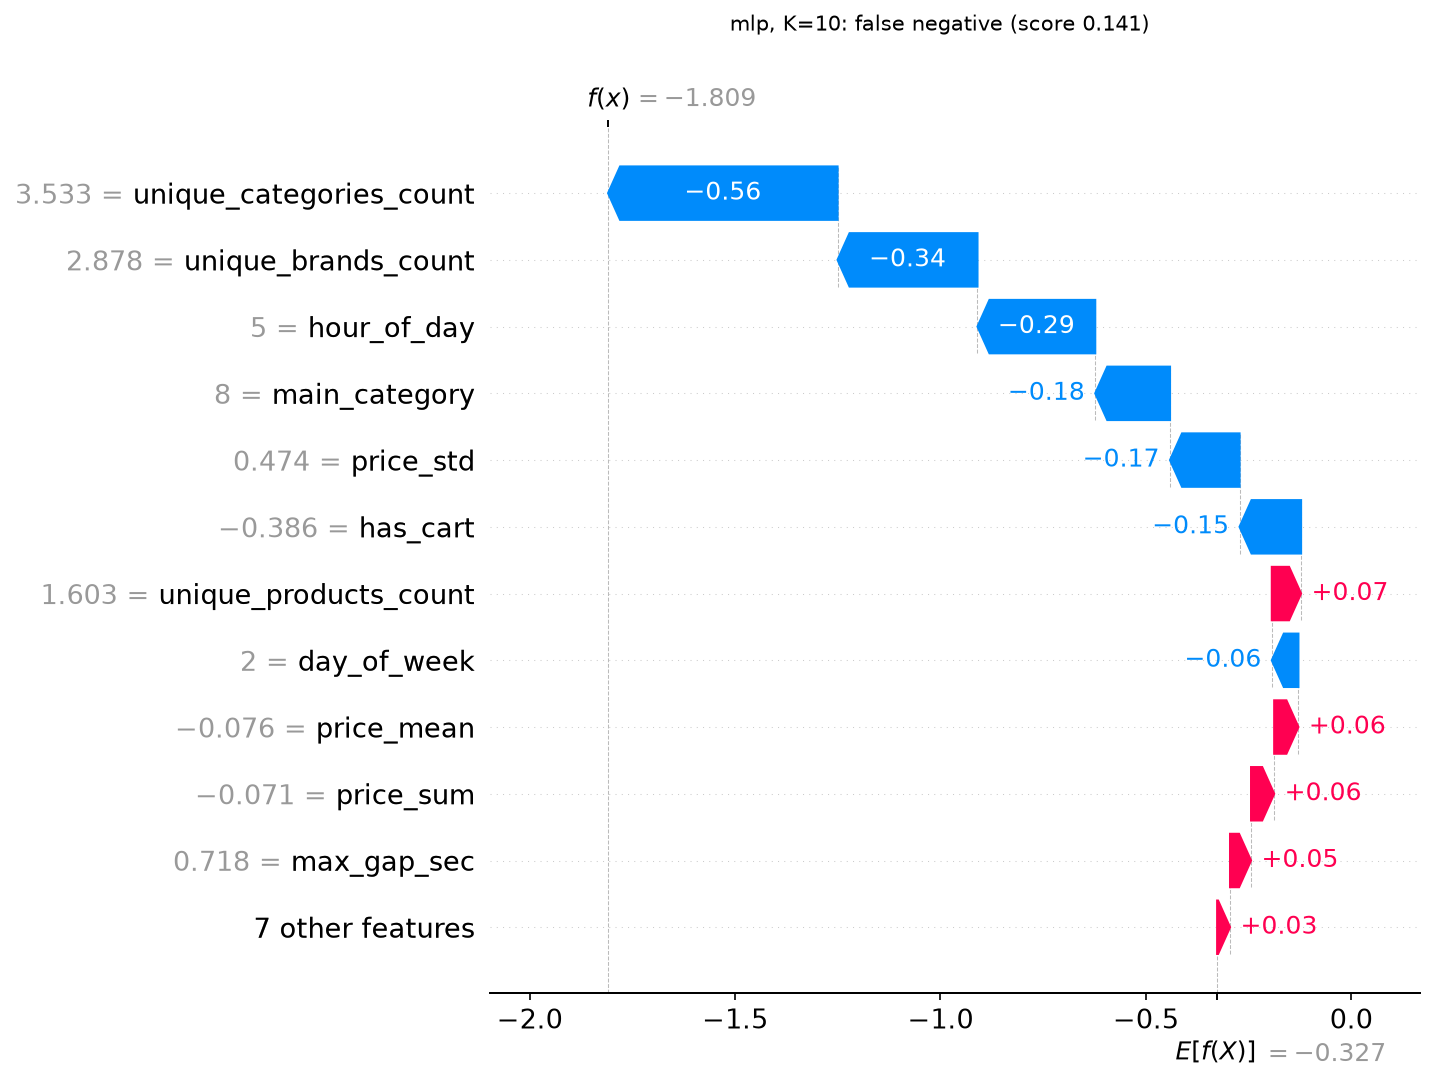 mlp, K=10: false negative (score 0.141)
f(x) = −1.809
3.533 = unique_categories_count −0.56
2.878 = unique_brands_count −0.34
5 = hour_of_day −0.29
8 = main_category −0.18
0.474 = price_std −0.17
−0.386 = has_cart −0.15
1.603 = unique_products_count +0.07
2 = day_of_week −0.06
−0.076 = price_mean +0.06
−0.071 = price_sum +0.06
0.718 = max_gap_sec +0.05
7 other features +0.03
−2.0 −1.5 −1.0 −0.5 0.0
E[f(X)] = −0.327